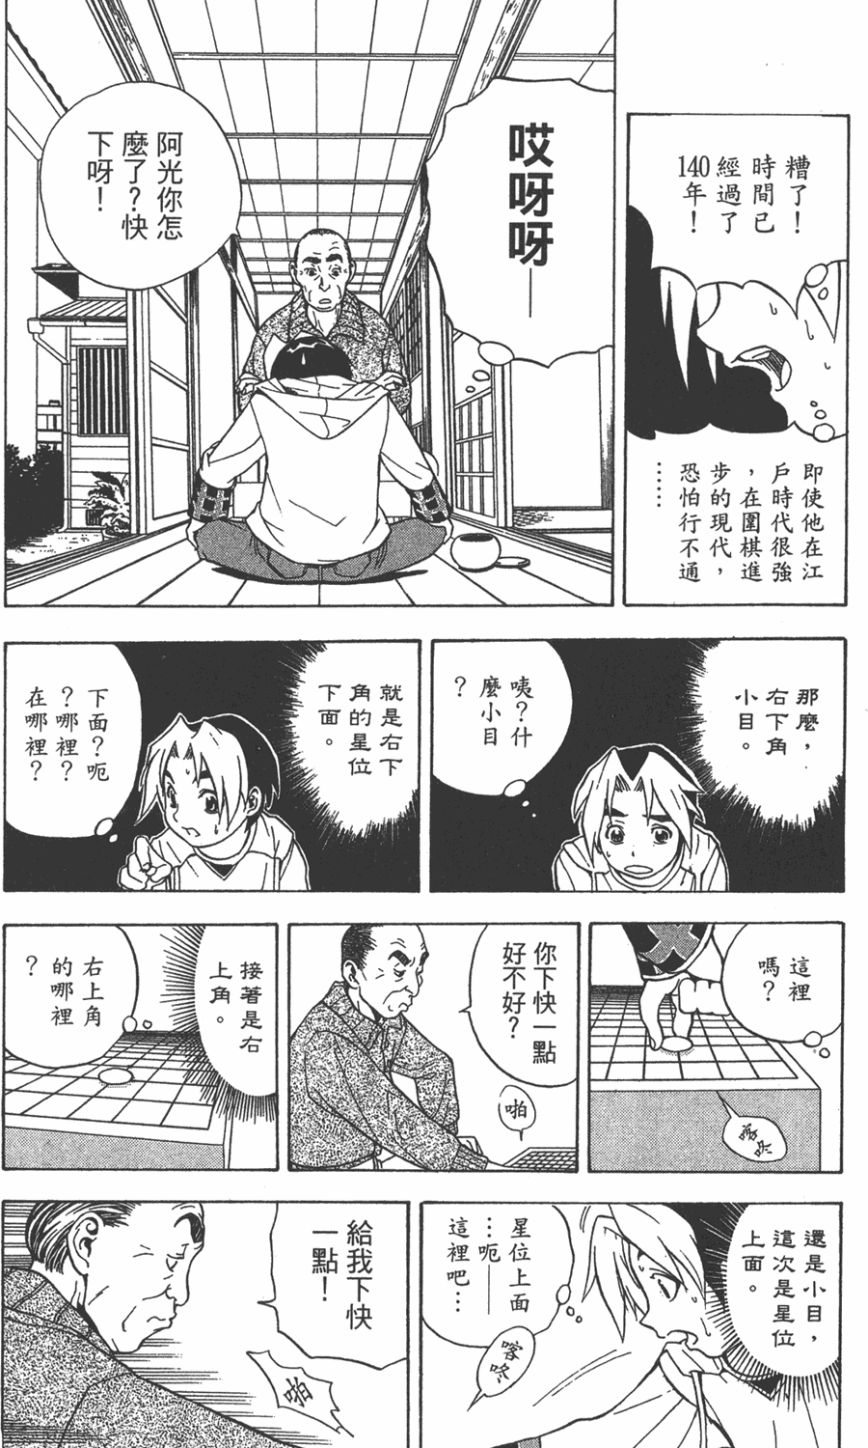 糟了！
時間已
經過了
140年！
即使他在江
戶時代很強
，在圍棋進
步的現代，
恐怕行不通
……
哎呀呀——
阿光你怎
麼了？快
下呀！
那麼，
右下角
小目。
咦？什
麼小目
？
就是右下
角的星位
下面。
下面？呃
？哪裡？
在哪裡？
這裡
嗎？
喀咚
你下快一點
好不好？
啪
接著是右
上角。
右上角
的哪裡
？
還是小目，
這次是星位
上面。
星位上面
…呃——
這裡吧…
喀咚
給我下快
一點！
啪